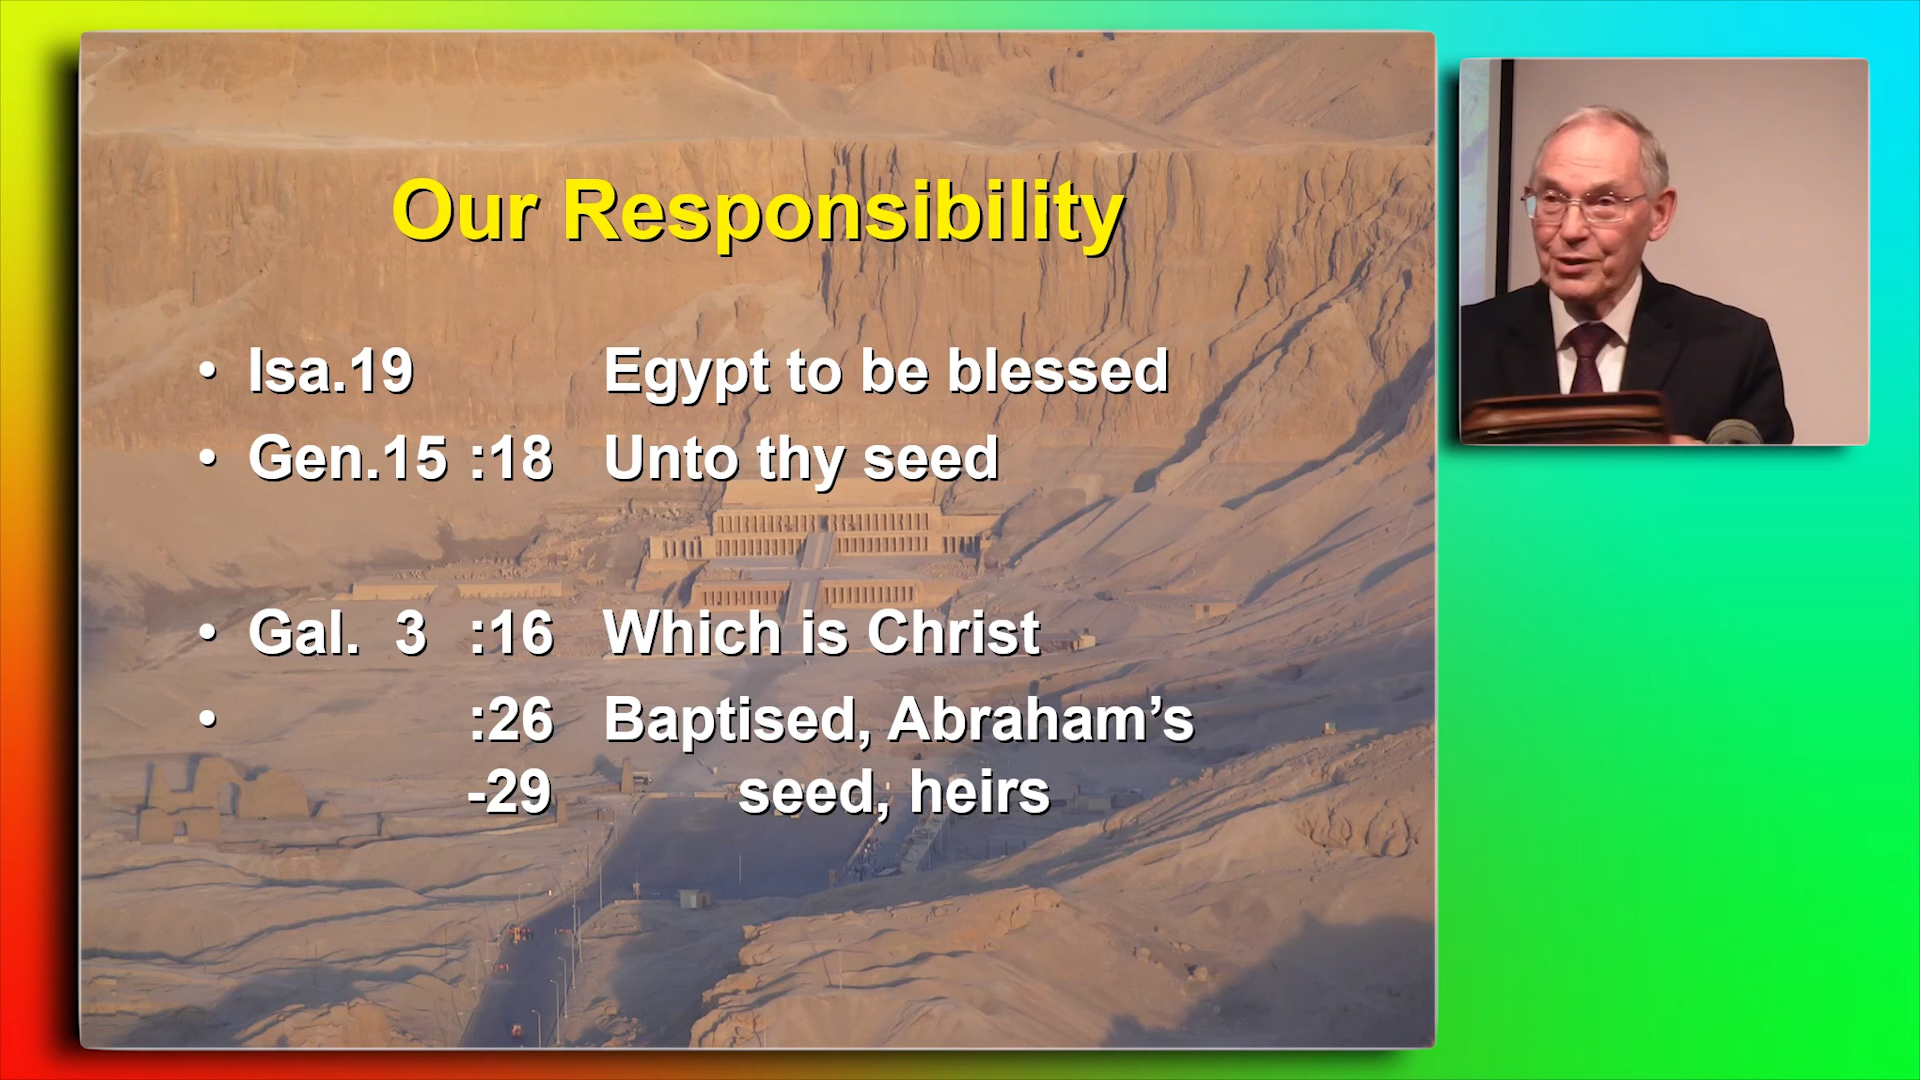 Our Responsibility
• Isa.19 Egypt to be blessed
• Gen.15 :18 Unto thy seed
• Gal. 3 :16 Which is Christ
• :26 Baptised, Abraham’s
-29 seed, heirs